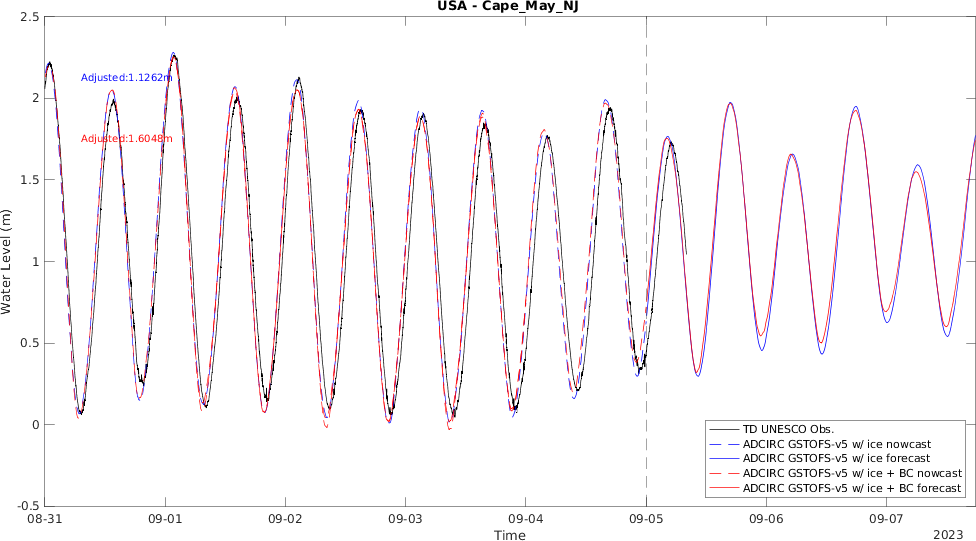 USA - Cape_May_NJ
2.5
2
1.5
1
0.5
0
-0.5
Water Level (m)
Adjusted:1.1262m
Adjusted:1.6048m
TD UNESCO Obs.
ADCIRC GSTOFS-v5 w/ ice nowcast
ADCIRC GSTOFS-v5 w/ ice forecast
ADCIRC GSTOFS-v5 w/ ice + BC nowcast
ADCIRC GSTOFS-v5 w/ ice + BC forecast
08-31 09-01 09-02 09-03 09-04 09-05 09-06 09-07
Time
2023